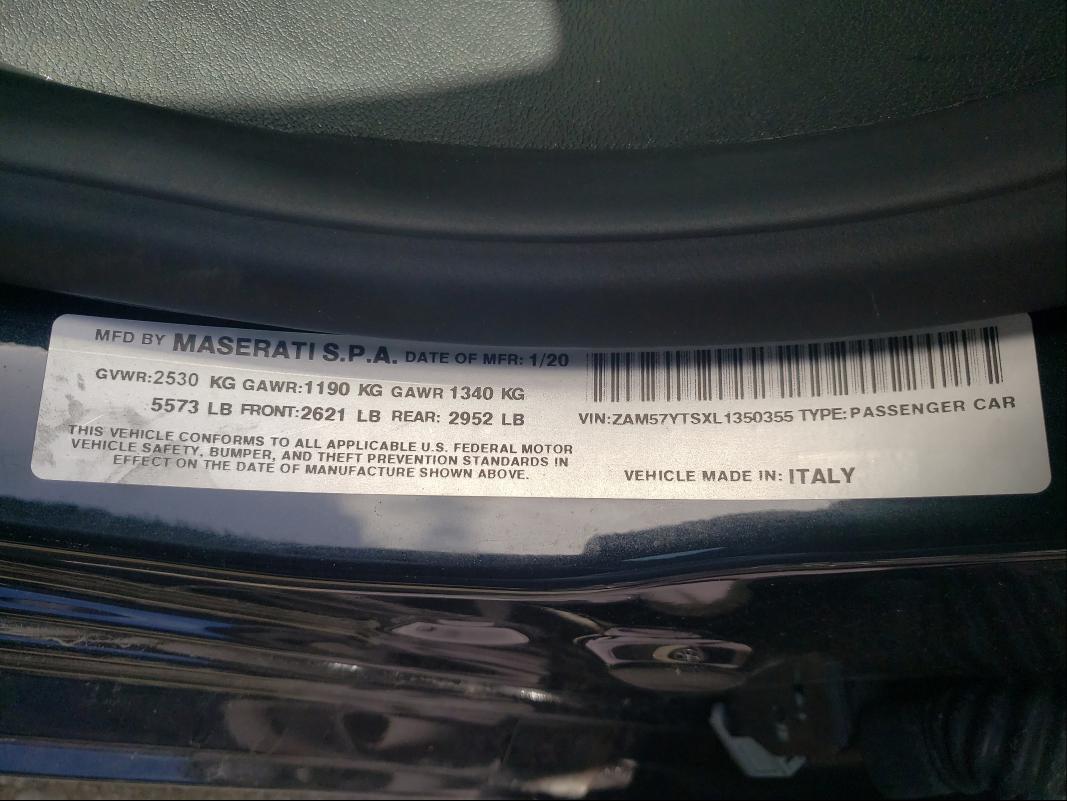 MFD BY MASERATI S.P.A. DATE OF MFR: 1/20
GVWR:2530 KG GAWR:1190 KG GAWR 1340 KG
5573 LB FRONT:2621 LB REAR: 2952 LB
THIS VEHICLE CONFORMS TO ALL APPLICABLE U.S. FEDERAL MOTOR
VEHICLE SAFETY, BUMPER, AND THEFT PREVENTION STANDARDS IN
EFFECT ON THE DATE OF MANUFACTURE SHOWN ABOVE.
VIN:ZAM57YTSXL1350355 TYPE:PASSENGER CAR
VEHICLE MADE IN: ITALY